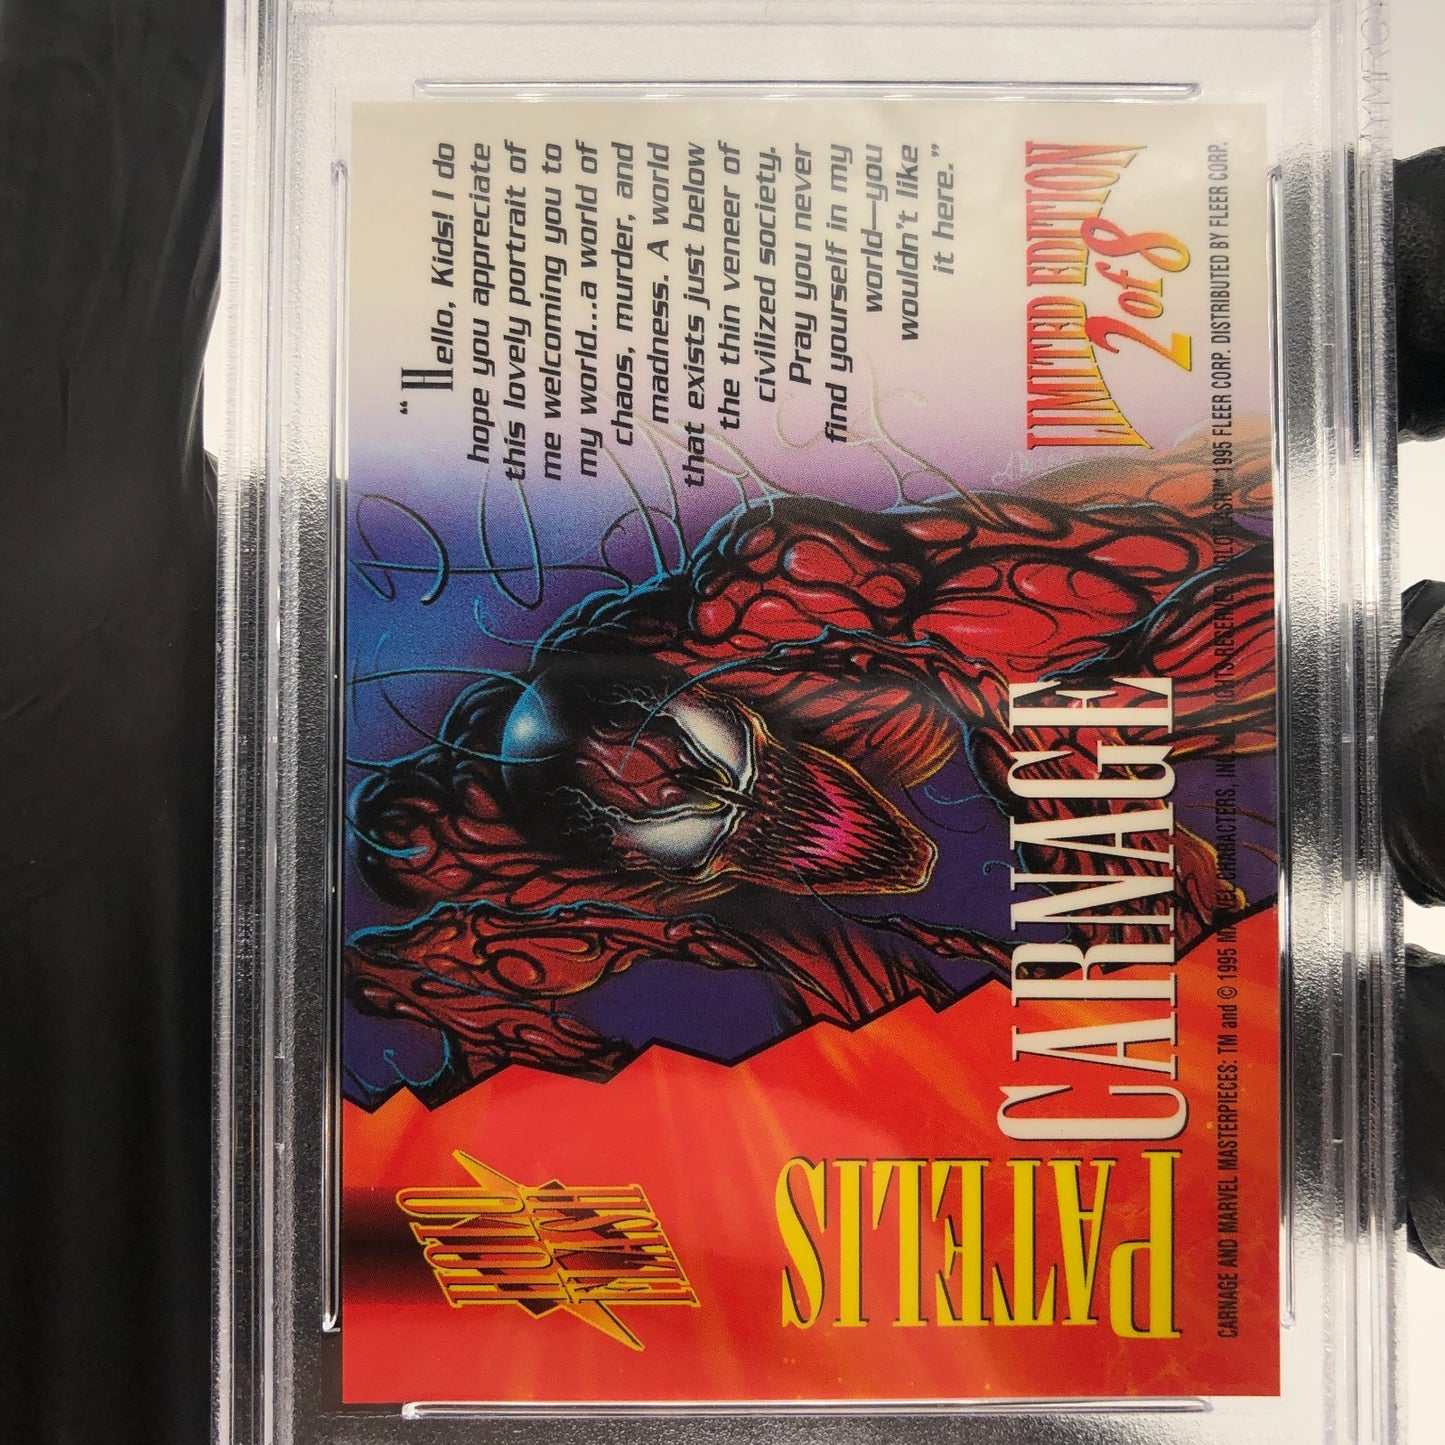 “Hello, Kids! I do
hope you appreciate
this lovely portrait of
me welcoming you to
my world...a world of
chaos, murder, and
madness. A world
that exists just below
the thin veneer of
civilized society.
Pray you never
find yourself in my
world—you
wouldn't like
it here.”
LIMITED EDITION
2 of 8
HOLO
FLASH
PATELIS
CARNAGE
CARNAGE AND MARVEL MASTERPIECES: TM and © 1995 MARVEL CHARACTERS, INC. RIGHTS RESERVED. HOLOFLASH™ 1995 FLEER CORP. DISTRIBUTED BY FLEER CORP.